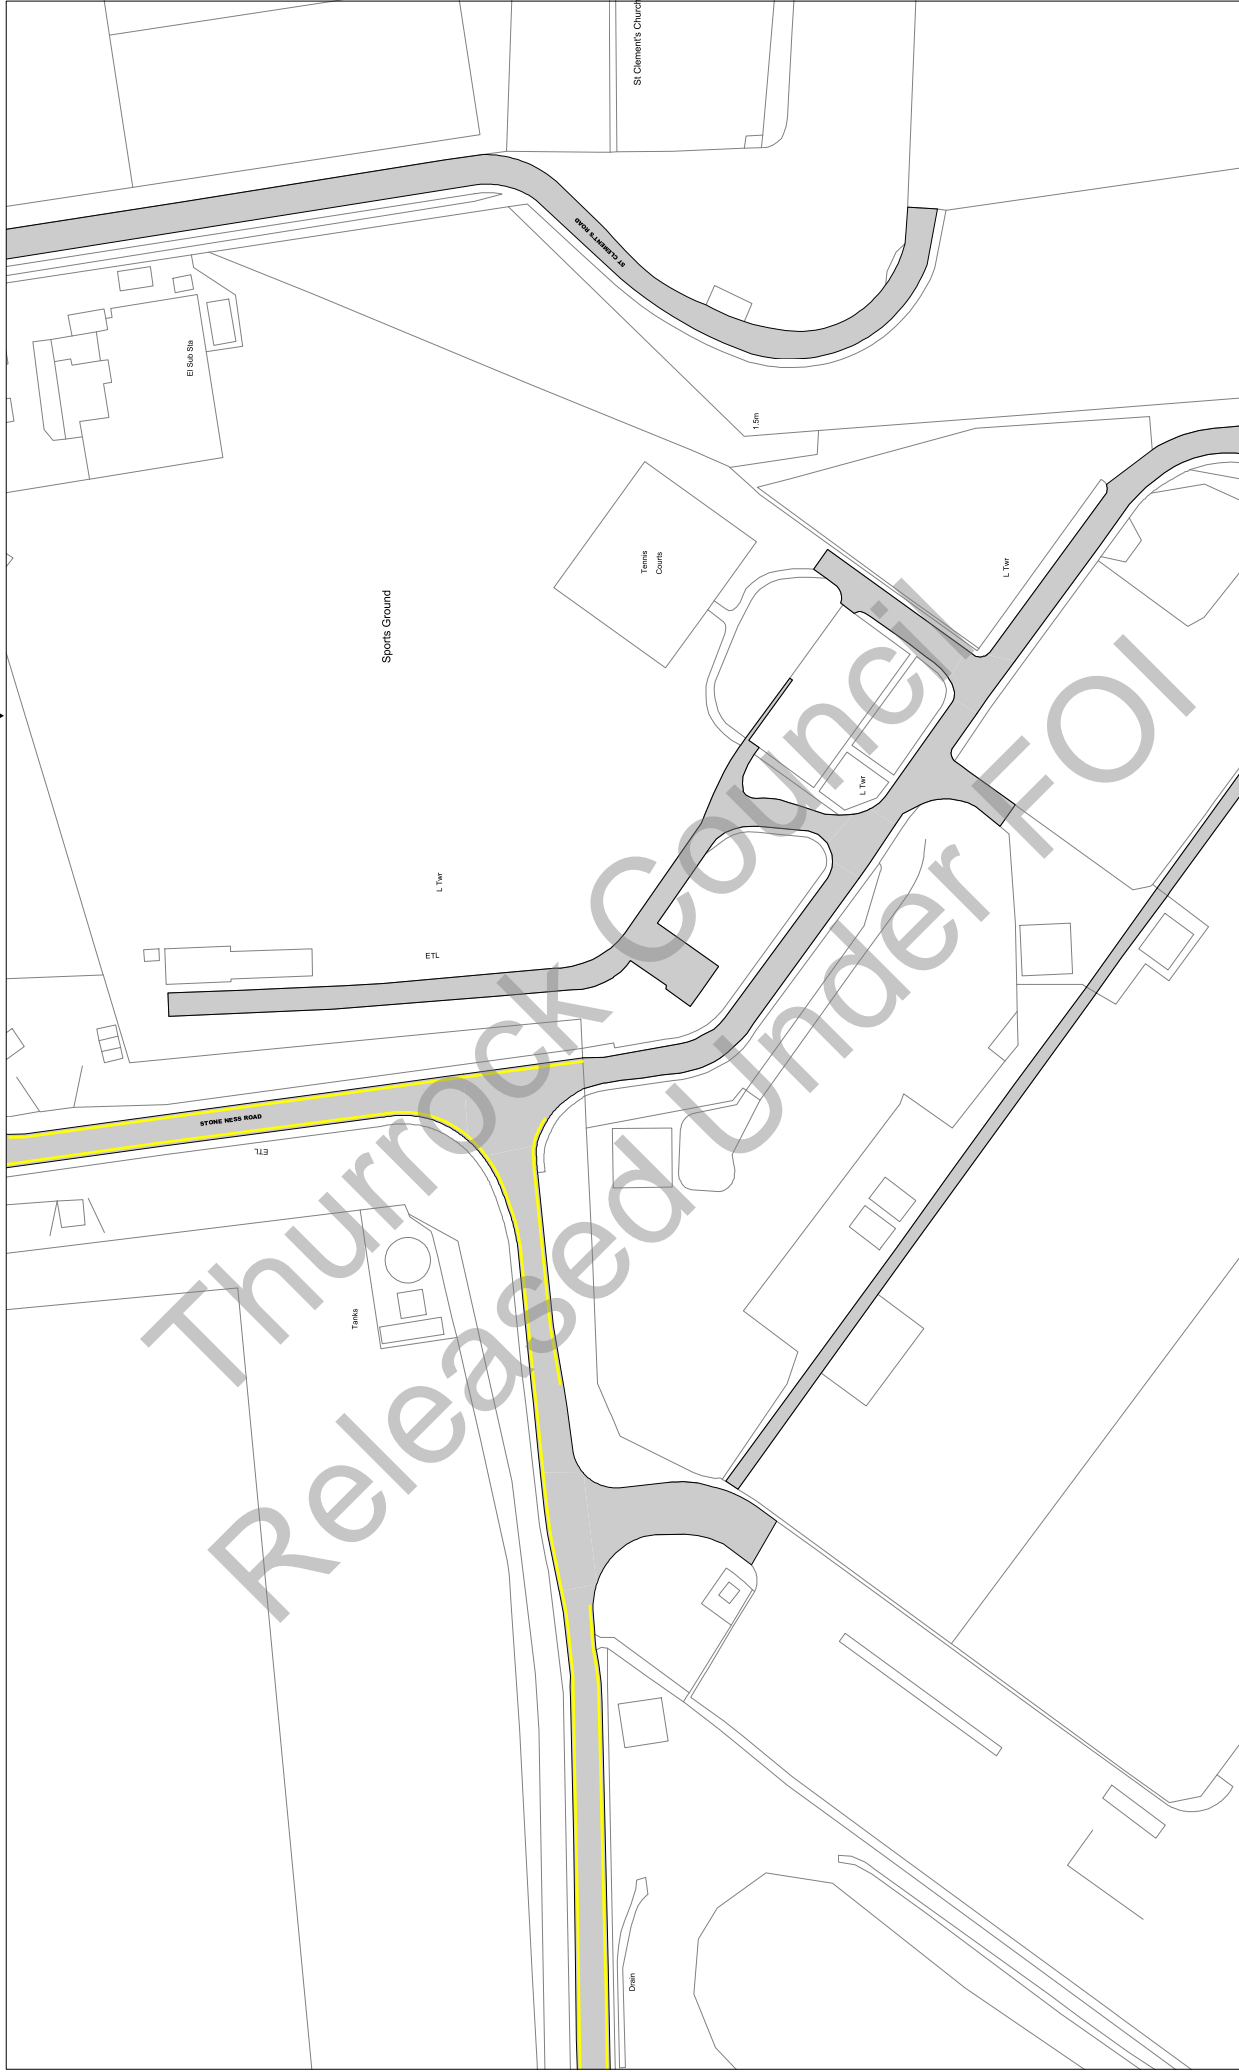 St Clement's Church
ST CLEMENT'S ROAD
El Sub Sta
1.5m
Tennis
Courts
L Twr
Sports Ground
L Twr
L Twr
ETL
STONE NESS ROAD
ETL
Tanks
Drain
Thurrock Council
Released Under FOI